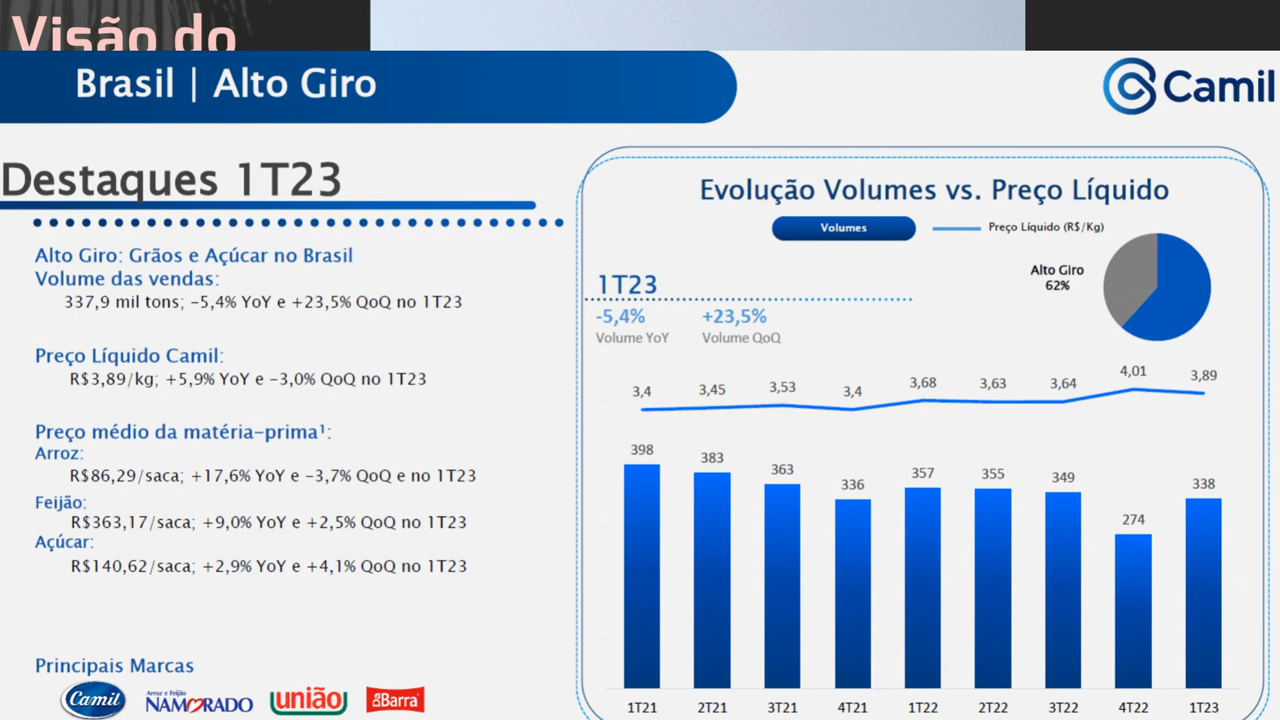 Visão do
Brasil | Alto Giro
Camil
Destaques 1T23
Alto Giro: Grãos e Açúcar no Brasil
Volume das vendas:
337,9 mil tons; -5,4% YoY e +23,5% QoQ no 1T23
Preço Líquido Camil:
R$3,89/kg; +5,9% YoY e -3,0% QoQ no 1T23
Preço médio da matéria-prima¹:
Arroz:
R$86,29/saca; +17,6% YoY e -3,7% QoQ e no 1T23
Feijão:
R$363,17/saca; +9,0% YoY e +2,5% QoQ no 1T23
Açúcar:
R$140,62/saca; +2,9% YoY e +4,1% QoQ no 1T23
Principais Marcas
Camil
Arroz e Feijão
NAMORADO
união
da Barra
Evolução Volumes vs. Preço Líquido
Volumes
Preço Líquido (R$/Kg)
Alto Giro
62%
1T23
-5,4% +23,5%
Volume YoY Volume QoQ
3,4 3,45 3,53 3,4 3,68 3,63 3,64 4,01 3,89
398 383 363 336 357 355 349 274 338
1T21 2T21 3T21 4T21 1T22 2T22 3T22 4T22 1T23